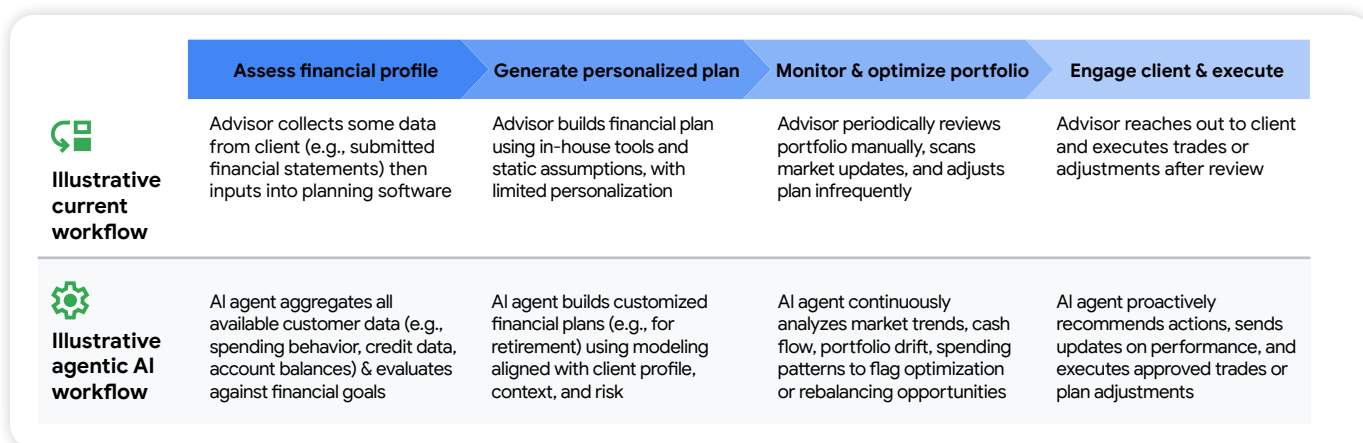 Assess financial profile
Generate personalized plan
Monitor & optimize portfolio
Engage client & execute
Illustrative
current
workflow
Advisor collects some data
from client (e.g., submitted
financial statements) then
inputs into planning software
Advisor builds financial plan
using in-house tools and
static assumptions, with
limited personalization
Advisor periodically reviews
portfolio manually, scans
market updates, and adjusts
plan infrequently
Advisor reaches out to client
and executes trades or
adjustments after review
Illustrative
agentic AI
workflow
AI agent aggregates all
available customer data (e.g.,
spending behavior, credit data,
account balances) & evaluates
against financial goals
AI agent builds customized
financial plans (e.g., for
retirement) using modeling
aligned with client profile,
context, and risk
AI agent continuously
analyzes market trends, cash
flow, portfolio drift, spending
patterns to flag optimization
or rebalancing opportunities
AI agent proactively
recommends actions, sends
updates on performance, and
executes approved trades or
plan adjustments